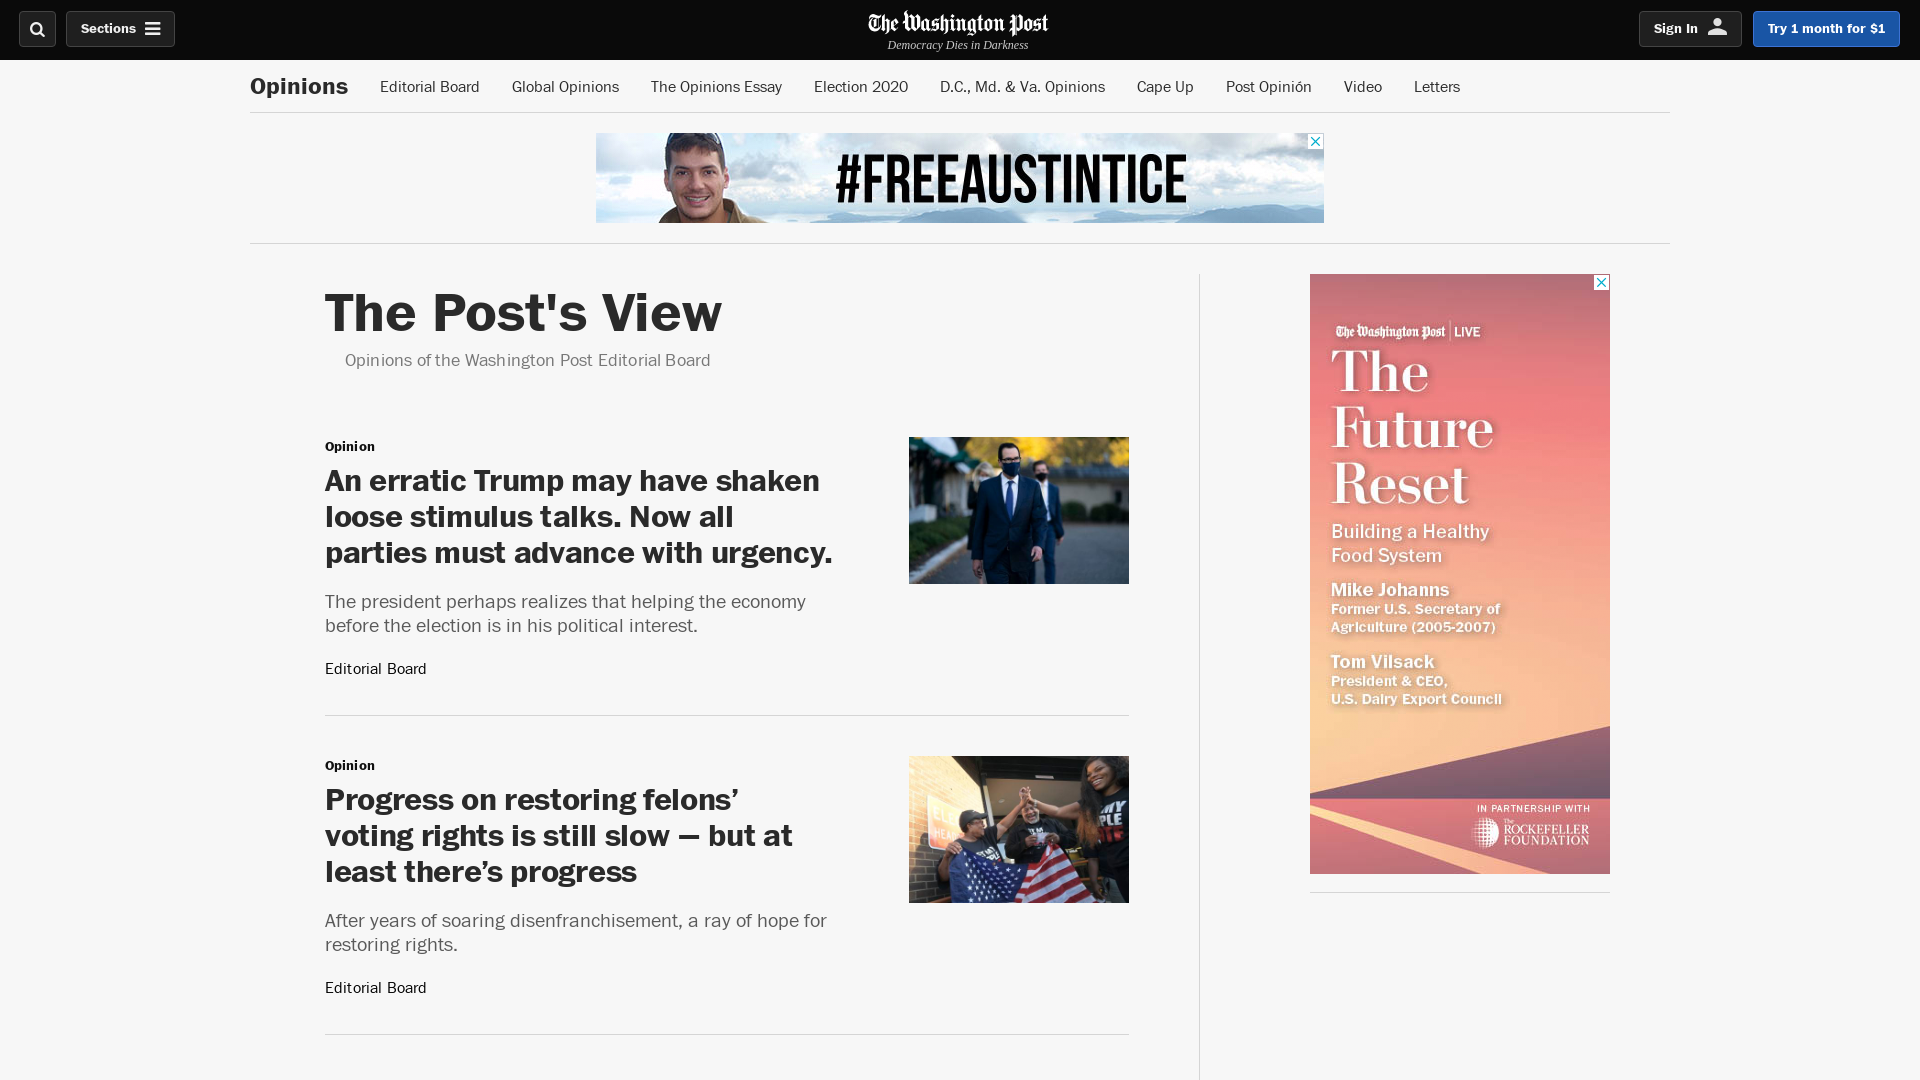 Sections
The Washington Post
Democracy Dies in Darkness
Sign In
Try 1 month for $1
Opinions
Editorial Board
Global Opinions
The Opinions Essay
Election 2020
D.C., Md. & Va. Opinions
Cape Up
Post Opinión
Video
Letters
#FREEAUSTINTICE
The Post's View
Opinions of the Washington Post Editorial Board
Opinion
An erratic Trump may have shaken
loose stimulus talks. Now all
parties must advance with urgency.
The president perhaps realizes that helping the economy
before the election is in his political interest.
Editorial Board
Opinion
Progress on restoring felons’
voting rights is still slow — but at
least there’s progress
After years of soaring disenfranchisement, a ray of hope for
restoring rights.
Editorial Board
The Washington Post LIVE
The
Future
Reset
Building a Healthy
Food System
Mike Johanns
Former U.S. Secretary of
Agriculture (2005-2007)
Tom Vilsack
President & CEO,
U.S. Dairy Export Council
IN PARTNERSHIP WITH
The
ROCKEFELLER
FOUNDATION